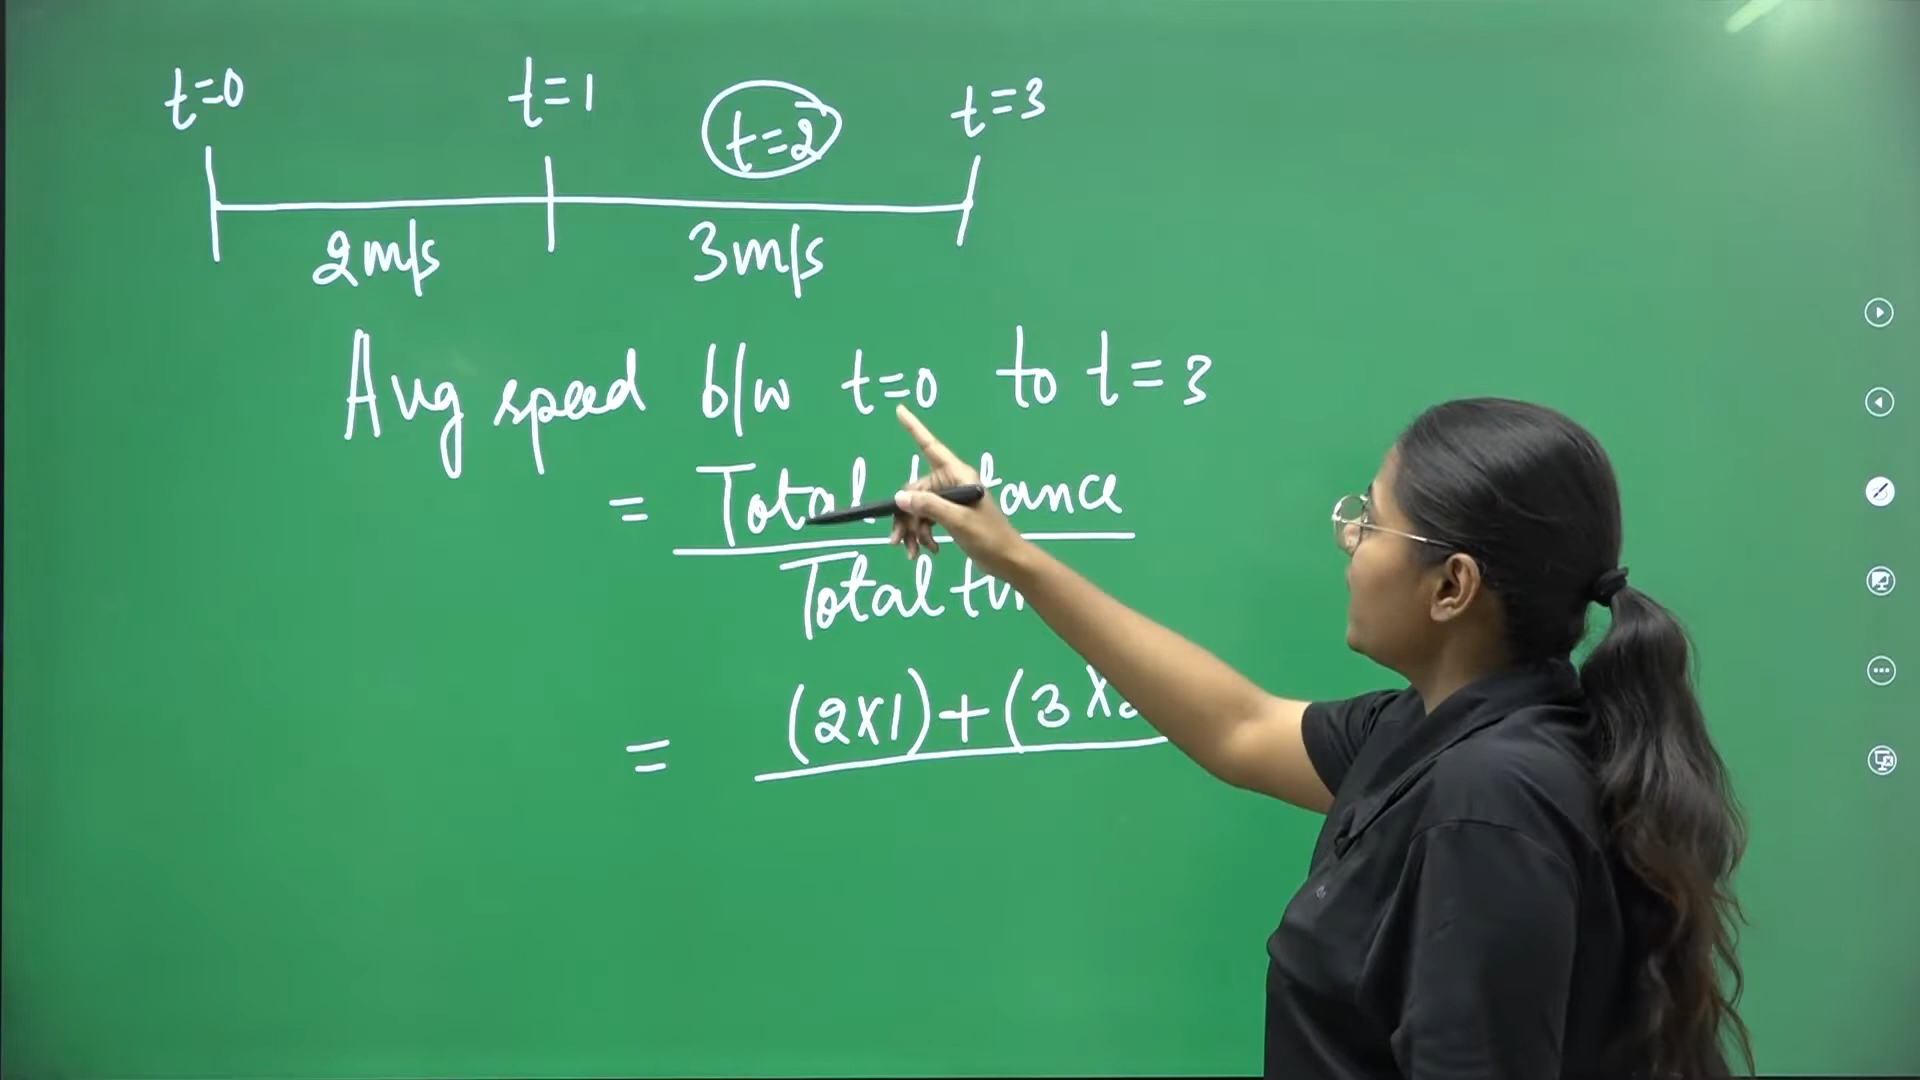 t=0 t=1 t=2 t=3
2m/s 3m/s
Avg speed b/w t=0 to t=3
= Total
Total
= (2x1)+(3x